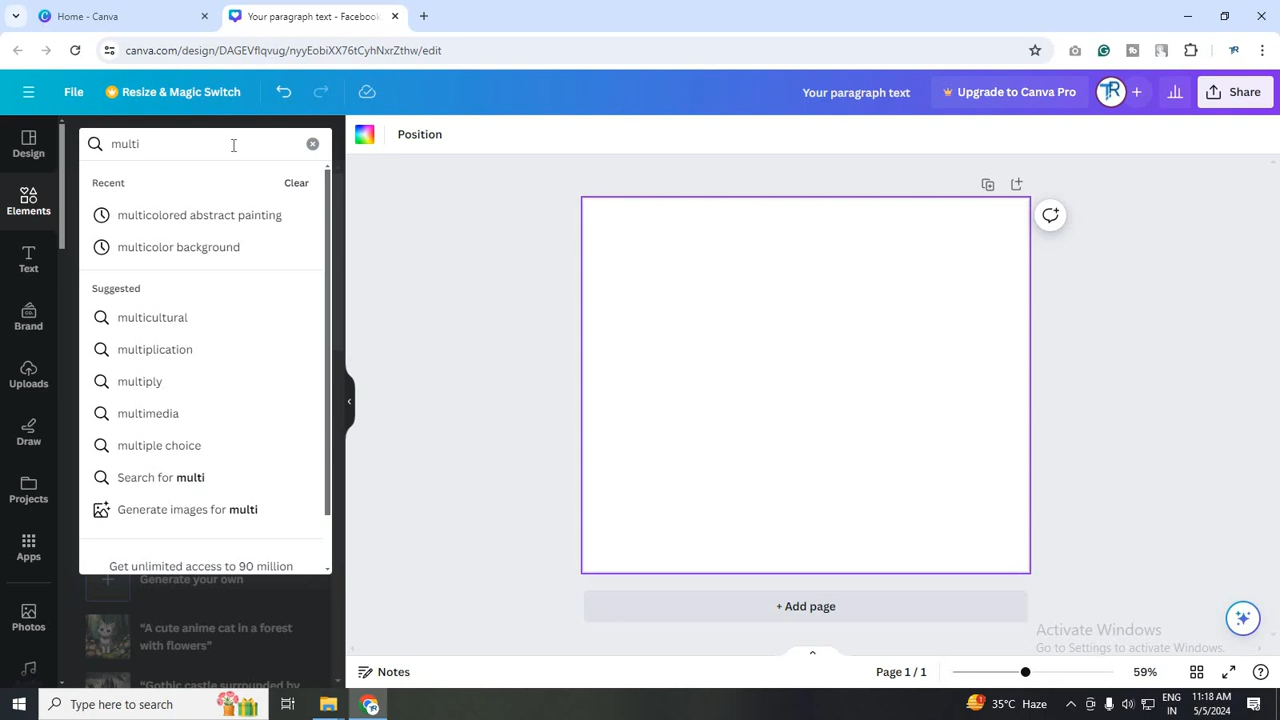 Home - Canva
Your paragraph text - Facebook
canva.com/design/DAGEVflqvug/nyyEobiXX76tCyhNxrZthw/edit
File
Resize & Magic Switch
Your paragraph text
Upgrade to Canva Pro
TR
Share
Design
Elements
Text
Brand
Uploads
Draw
Projects
Apps
Photos
multi
Recent
Clear
multicolored abstract painting
multicolor background
Suggested
multicultural
multiplication
multiply
multimedia
multiple choice
Search for multi
Generate images for multi
Get unlimited access to 90 million
Generate your own
“A cute anime cat in a forest
with flowers”
“Gothic castle surrounded by
Position
+ Add page
Activate Windows
Go to Settings to activate Windows.
Notes
Page 1 / 1
59%
Type here to search
35°C Haze
ENG
IN
11:18 AM
5/5/2024